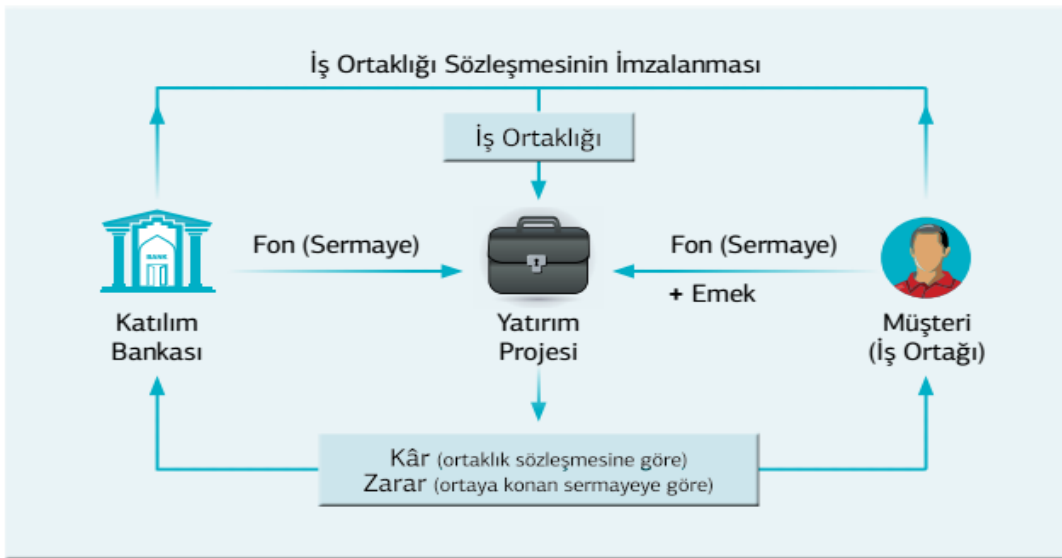 İş Ortaklığı Sözleşmesinin İmzalanması
İş Ortaklığı
Fon (Sermaye)
Fon (Sermaye)
+ Emek
BANK
Katılım
Bankası
Yatırım
Projesi
Müşteri
(İş Ortağı)
Kâr (ortaklık sözleşmesine göre)
Zarar (ortaya konan sermayeye göre)